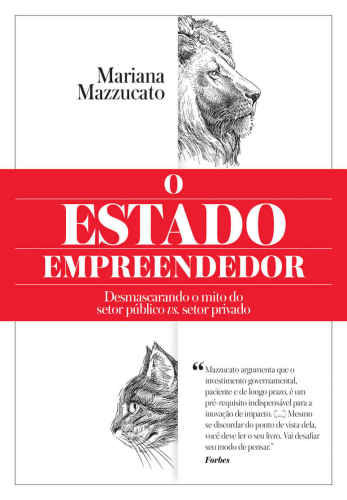 Mariana
Mazzucato
O
ESTADO
EMPREENDEDOR
Desmascarando o mito do
setor público vs. setor privado
“Mazzucato argumenta que o
investimento governamental,
paciente e de longo prazo, é um
pré-requisito indispensável para a
inovação de impacto. [...] Mesmo
se discordar do ponto de vista dela,
você deve ler o seu livro. Vai desafiar
seu modo de pensar.”
Forbes